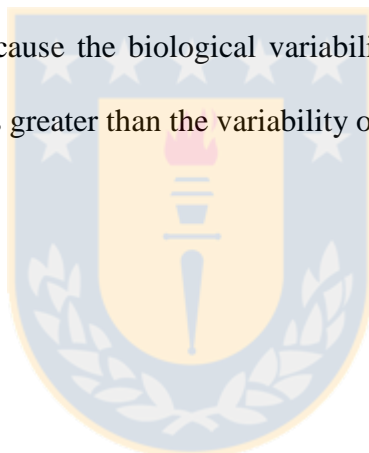 cause the biological variabili
greater than the variability o